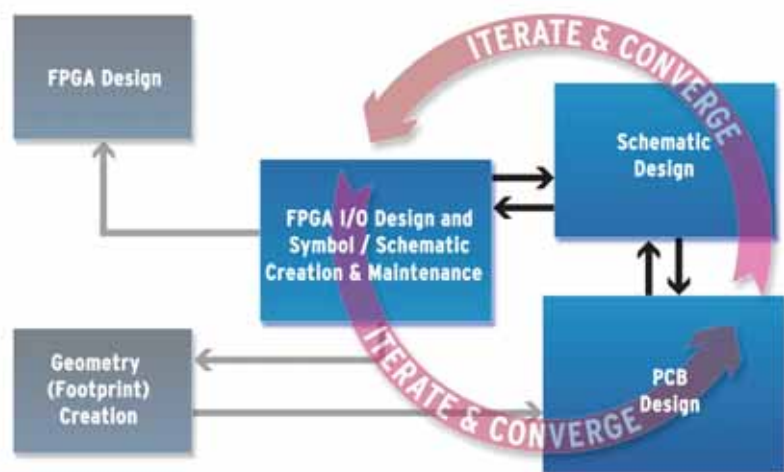 FPGA Design
ITERATE & CONVERGE
Schematic
Design
FPGA I/O Design and
Symbol / Schematic
Creation & Maintenance
Geometry
(Footprint)
Creation
PCB
Design
ITERATE & CONVERGE